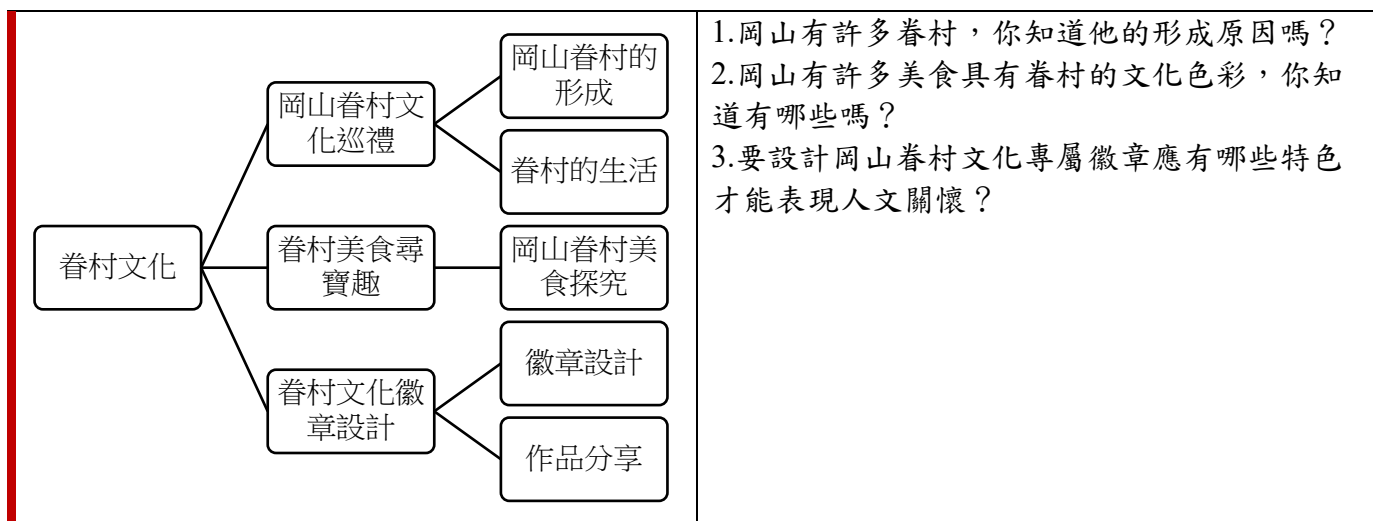 眷村文化
岡山眷村文
化巡禮
岡山眷村的
形成
眷村的生活
眷村美食尋
寶趣
岡山眷村美
食探究
眷村文化徽
章設計
徽章設計
作品分享
1.岡山有許多眷村，你知道他的形成原因嗎？
2.岡山有許多美食具有眷村的文化色彩，你知
道有哪些嗎？
3.要設計岡山眷村文化專屬徽章應有哪些特色
才能表現人文關懷？